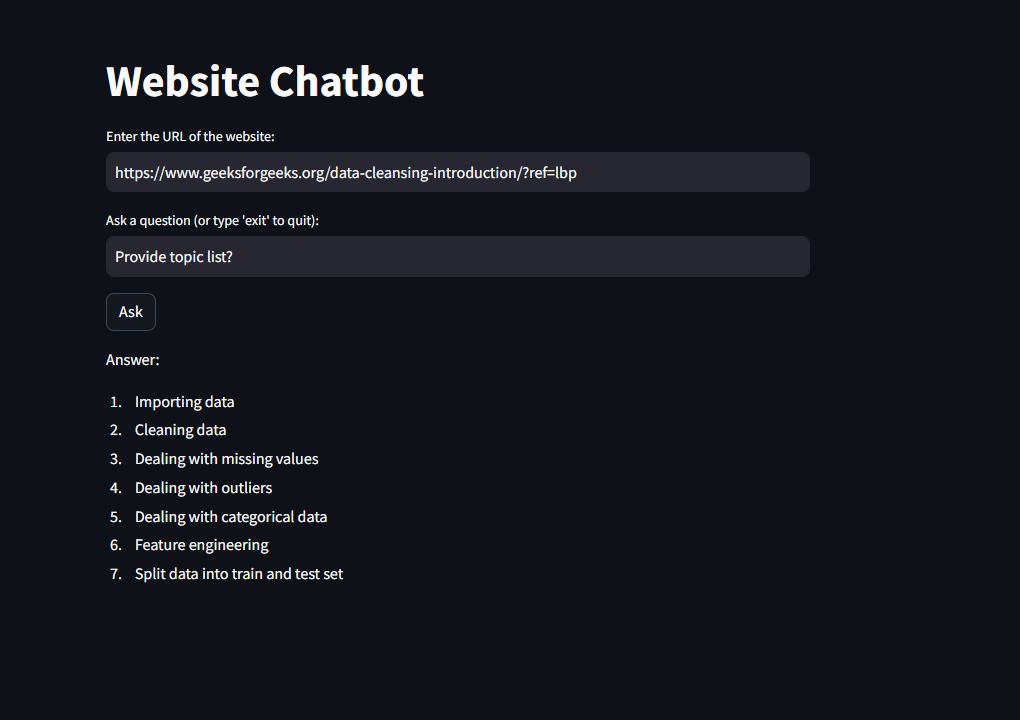 Website Chatbot
Enter the URL of the website:
https://www.geeksforgeeks.org/data-cleansing-introduction/?ref=lbp
Ask a question (or type 'exit' to quit):
Provide topic list?
Ask
Answer:
1. Importing data
2. Cleaning data
3. Dealing with missing values
4. Dealing with outliers
5. Dealing with categorical data
6. Feature engineering
7. Split data into train and test set